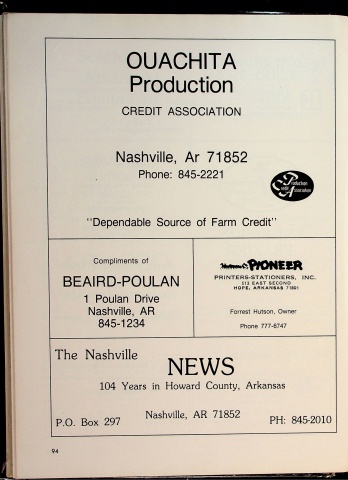 OUACHITA
Production
CREDIT ASSOCIATION
Nashville, Ar 71852
Phone: 845-2221
Production
Credit
Association
"Dependable Source of Farm Credit"
Compliments of
BEAIRD-POULAN
1 Poulan Drive
Nashville, AR
845-1234
PIONEER
PRINTERS-STATIONERS, INC.
513 EAST SECOND
HOPE, ARKANSAS 71801
Forrest Hutson, Owner
Phone 777-6747
The Nashville
NEWS
104 Years in Howard County, Arkansas
P.O. Box 297
Nashville, AR 71852
PH: 845-2010
94